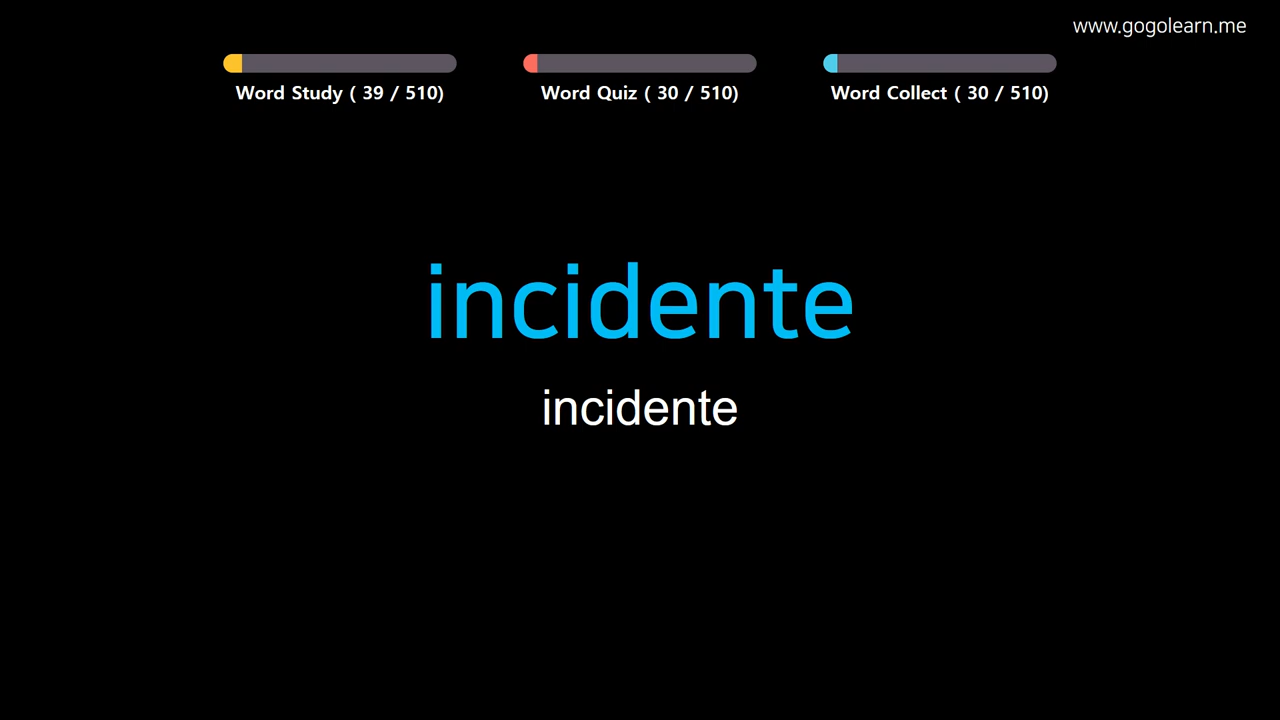 www.gogolearn.me
Word Study ( 39 / 510)
Word Quiz ( 30 / 510)
Word Collect ( 30 / 510)
incidente
incidente